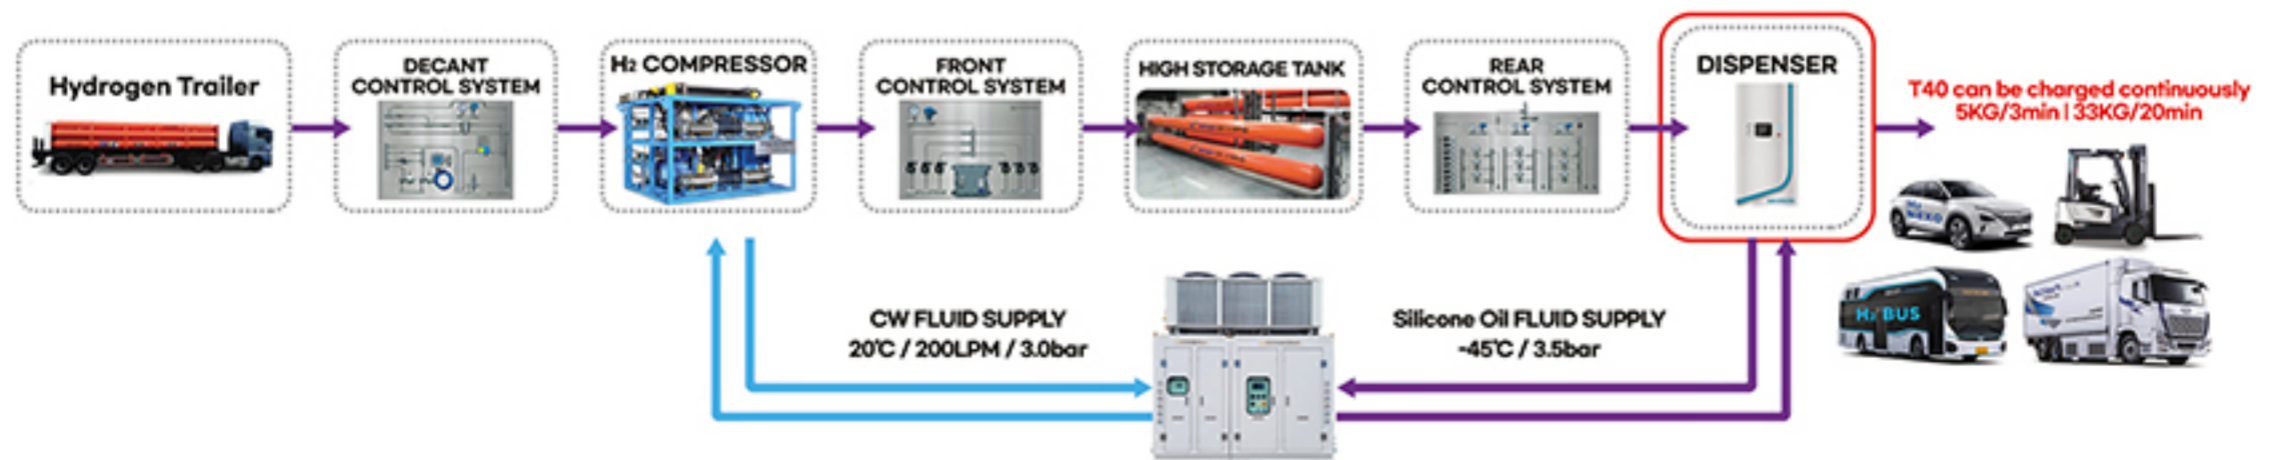 Hydrogen Trailer
DECANT
CONTROL SYSTEM
H₂ COMPRESSOR
FRONT
CONTROL SYSTEM
HIGH STORAGE TANK
REAR
CONTROL SYSTEM
DISPENSER
T40 can be charged continuously
5KG/3min | 33KG/20min
NEXO
H₂ BUS
CW FLUID SUPPLY
20℃ / 200LPM / 3.0bar
Silicone Oil FLUID SUPPLY
-45℃ / 3.5bar